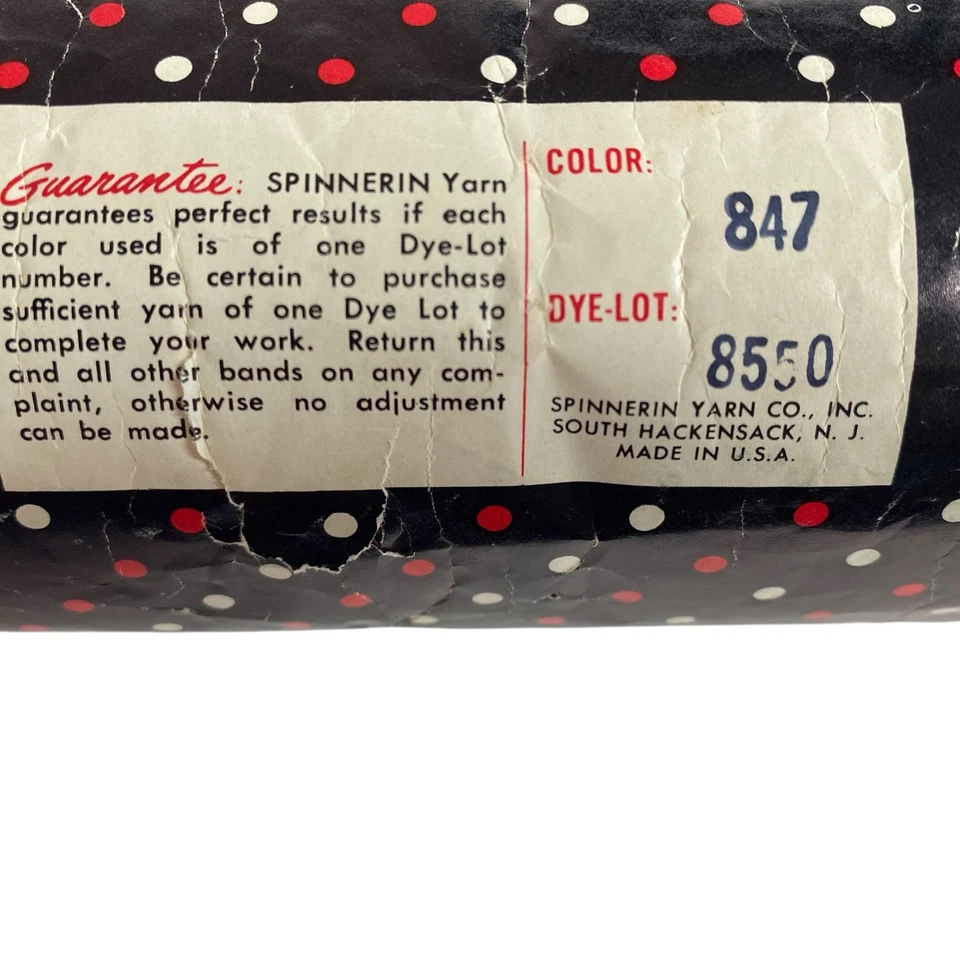 Guarantee: SPINNERIN Yarn
guarantees perfect results if each
color used is of one Dye-Lot
number. Be certain to purchase
sufficient yarn of one Dye Lot to
complete your work. Return this
and all other bands on any com-
plaint, otherwise no adjustment
can be made.
COLOR:
847
DYE-LOT:
8550
SPINNERIN YARN CO., INC.
SOUTH HACKENSACK, N. J.
MADE IN U.S.A.